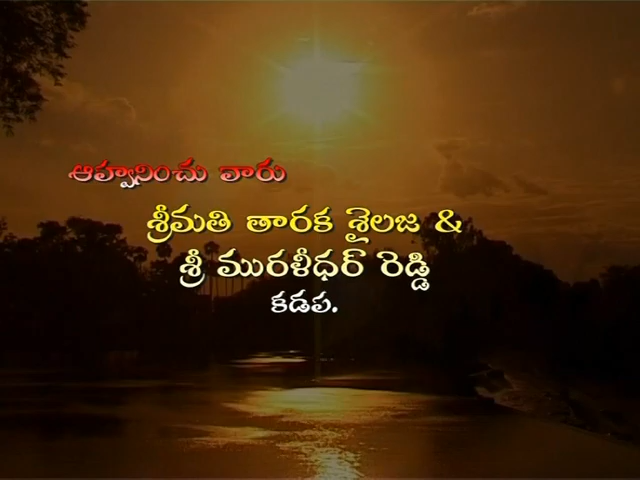 ఆహ్వానించు వారు
శ్రీమతి తారక శైలజ &
శ్రీ మురళీధర్ రెడ్డి
కడప.